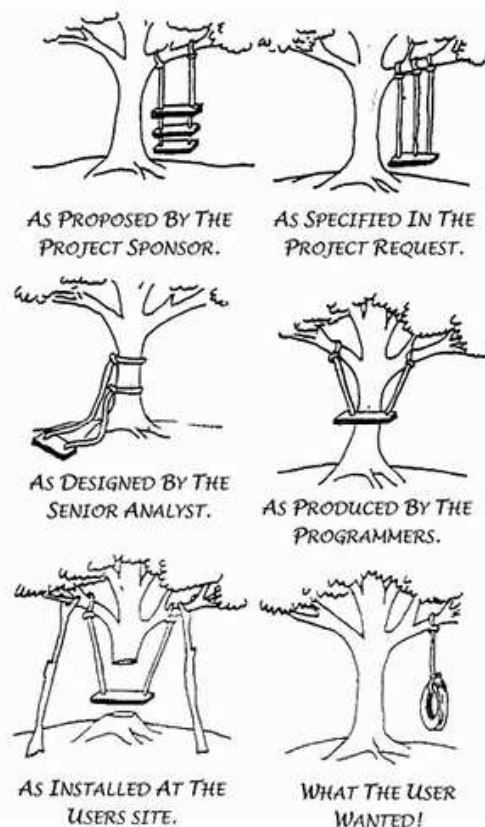 AS PROPOSED BY THE
PROJECT SPONSOR.
AS SPECIFIED IN THE
PROJECT REQUEST.
AS DESIGNED BY THE
SENIOR ANALYST.
AS PRODUCED BY THE
PROGRAMMERS.
AS INSTALLED AT THE
USERS SITE.
WHAT THE USER
WANTED!